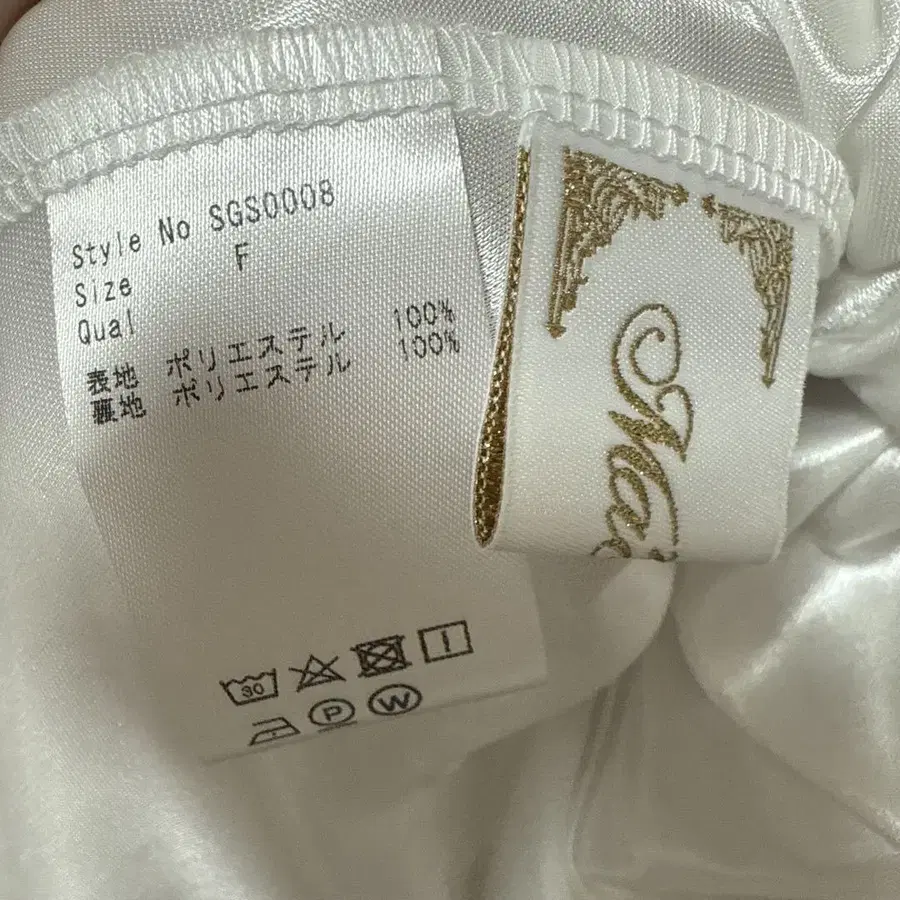 Style No SGS0008
Size F
Qual
表地 ポリエステル 100%
裏地 ポリエステル 100%
30
P
W